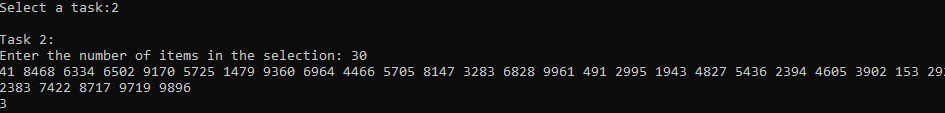 Select a task:2
Task 2:
Enter the number of items in the selection: 30
41 8468 6334 6502 9170 5725 1479 9360 6964 4466 5705 8147 3283 6828 9961 491 2995 1943 4827 5436 2394 4605 3902 153
2383 7422 8717 9719 9896
3